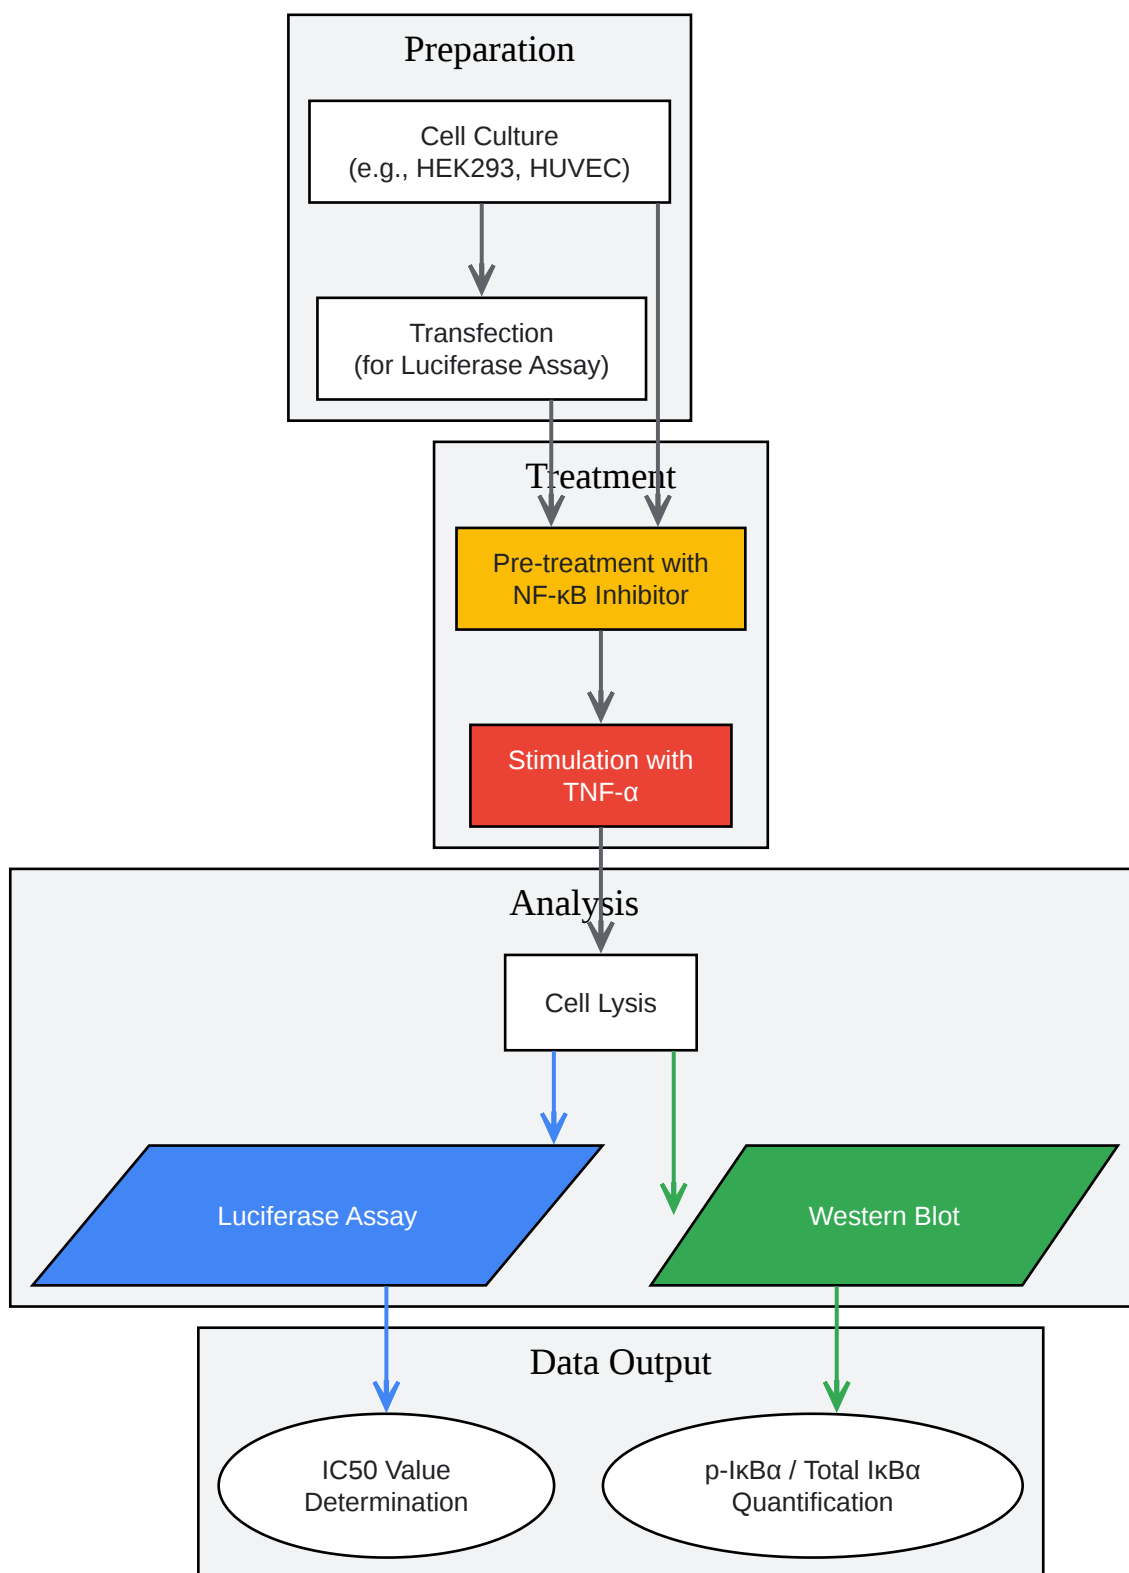 Preparation
Cell Culture
(e.g., HEK293, HUVEC)
Transfection
(for Luciferase Assay)
Treatment
Pre-treatment with
NF-κB Inhibitor
Stimulation with
TNF-α
Analysis
Cell Lysis
Luciferase Assay
Western Blot
Data Output
IC50 Value
Determination
p-IκBα / Total IκBα
Quantification